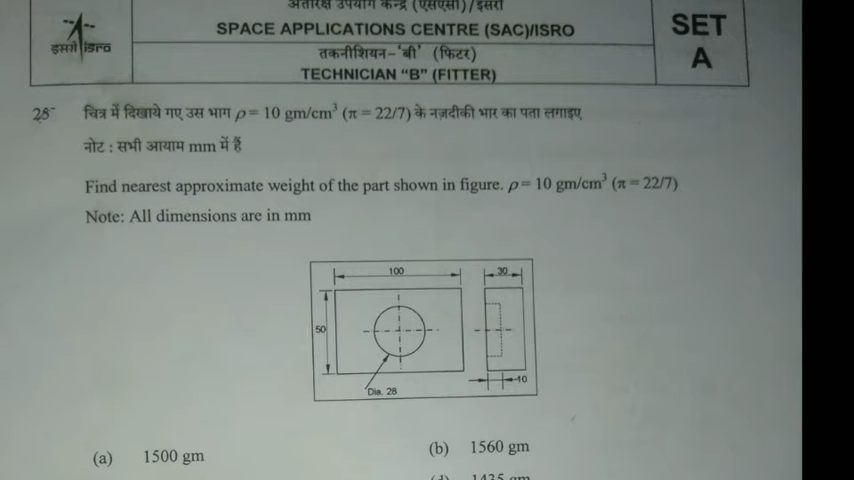 अंतरिक्ष उपयोग केन्द्र (एसएसी)/इसरो
SPACE APPLICATIONS CENTRE (SAC)/ISRO
तकनीशियन-'बी' (फिटर)
TECHNICIAN "B" (FITTER)
SET
A
इसरो isro
25
चित्र में दिखाये गए उस भाग ρ = 10 gm/cm³ (π = 22/7) के नज़दीकी भार का पता लगाइए
नोट : सभी आयाम mm में हैं
Find nearest approximate weight of the part shown in figure. ρ = 10 gm/cm³ (π = 22/7)
Note: All dimensions are in mm
100
30
50
10
Dia. 28
(a) 1500 gm
(b) 1560 gm
(d) 1435 gm